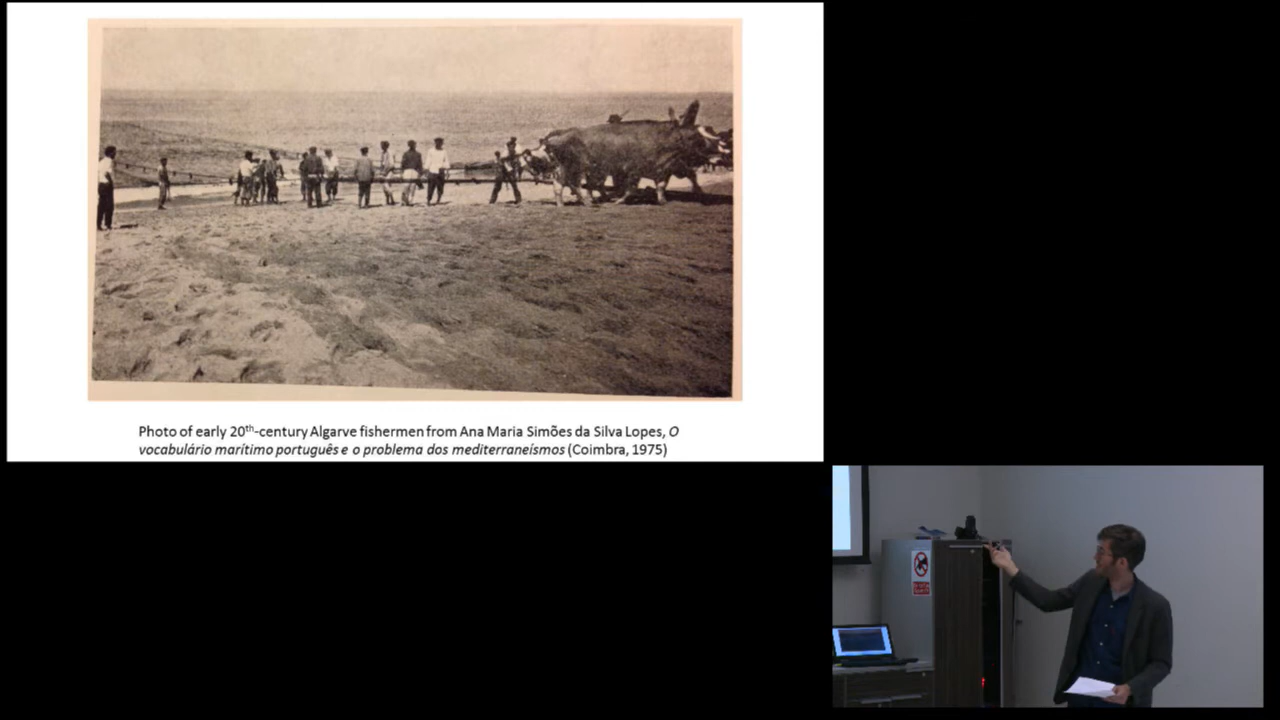 Photo of early 20th-century Algarve fishermen from Ana Maria Simões da Silva Lopes, O
vocabulário marítimo português e o problema dos mediterraneísmos (Coimbra, 1975)